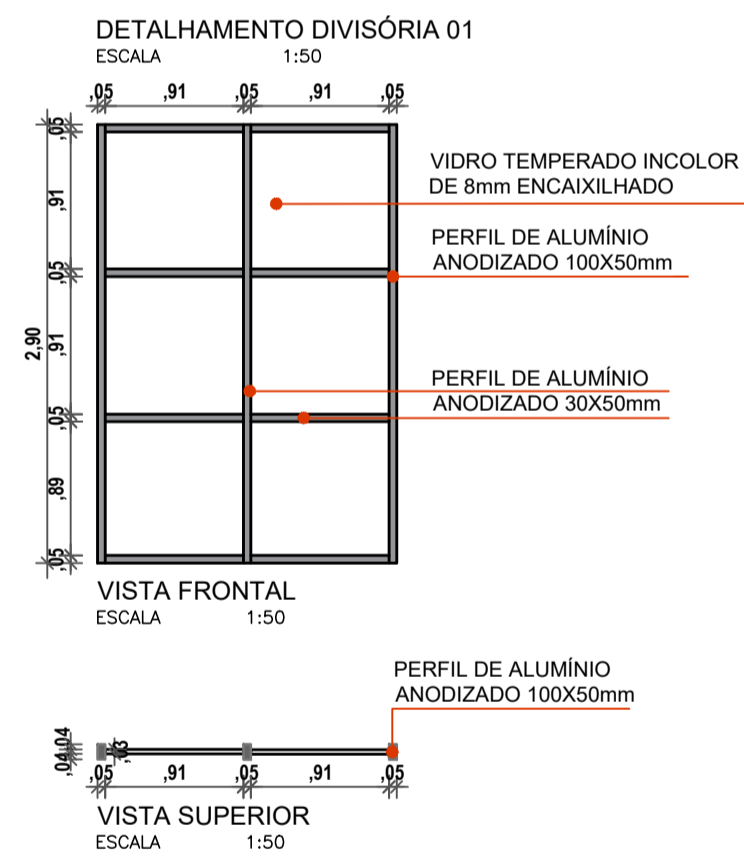 DETALHAMENTO DIVISÓRIA 01
ESCALA 1:50
,05 ,91 ,05 ,91 ,05
,05
,91
,05
,91
,05
,89
,05
2,90
VIDRO TEMPERADO INCOLOR
DE 8mm ENCAIXILHADO
PERFIL DE ALUMÍNIO
ANODIZADO 100X50mm
PERFIL DE ALUMÍNIO
ANODIZADO 30X50mm
VISTA FRONTAL
ESCALA 1:50
PERFIL DE ALUMÍNIO
ANODIZADO 100X50mm
,04
,04
,03
,05 ,91 ,05 ,91 ,05
VISTA SUPERIOR
ESCALA 1:50